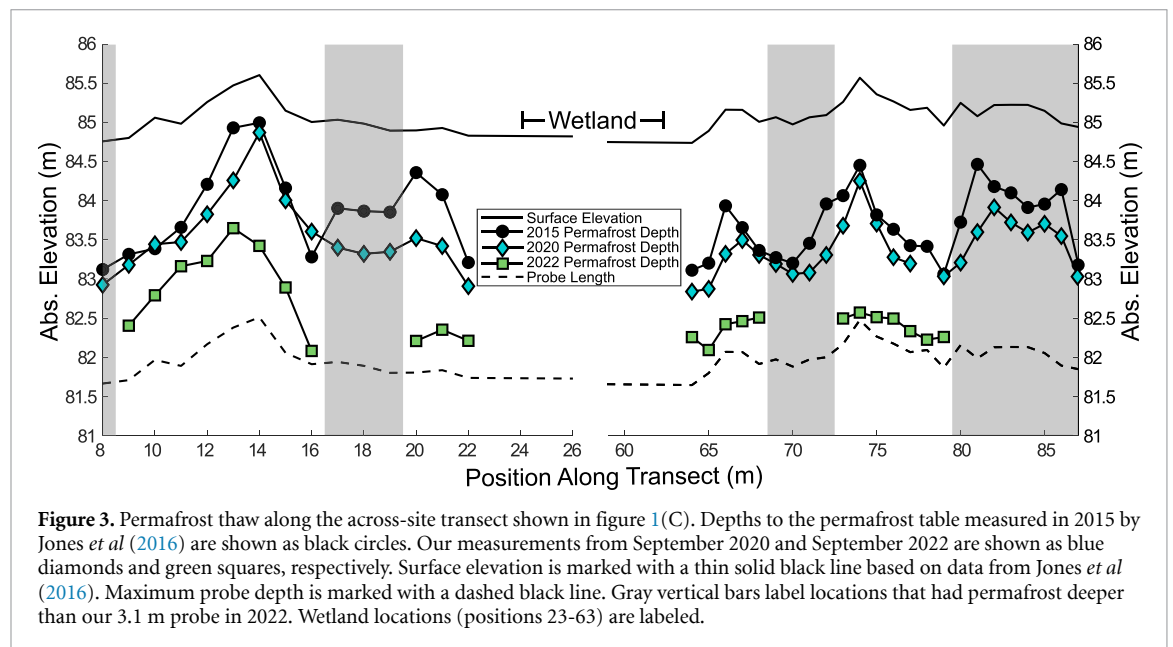 86 86
85.5 85.5
85 Wetland 85
84.5 84.5
84 84
Surface Elevation
2015 Permafrost Depth
83.5 2020 Permafrost Depth 83.5
2022 Permafrost Depth
83 Probe Length 83
82.5 82.5
82 82
81.5 81.5
81 81
Abs. Elevation (m)
Abs. Elevation (m)
8 10 12 14 16 18 20 22 24 26 60 65 70 75 80 85
Position Along Transect (m)
Figure 3. Permafrost thaw along the across-site transect shown in figure 1(C). Depths to the permafrost table measured in 2015 by
Jones et al (2016) are shown as black circles. Our measurements from September 2020 and September 2022 are shown as blue
diamonds and green squares, respectively. Surface elevation is marked with a thin solid black line based on data from Jones et al
(2016). Maximum probe depth is marked with a dashed black line. Gray vertical bars label locations that had permafrost deeper
than our 3.1 m probe in 2022. Wetland locations (positions 23-63) are labeled.